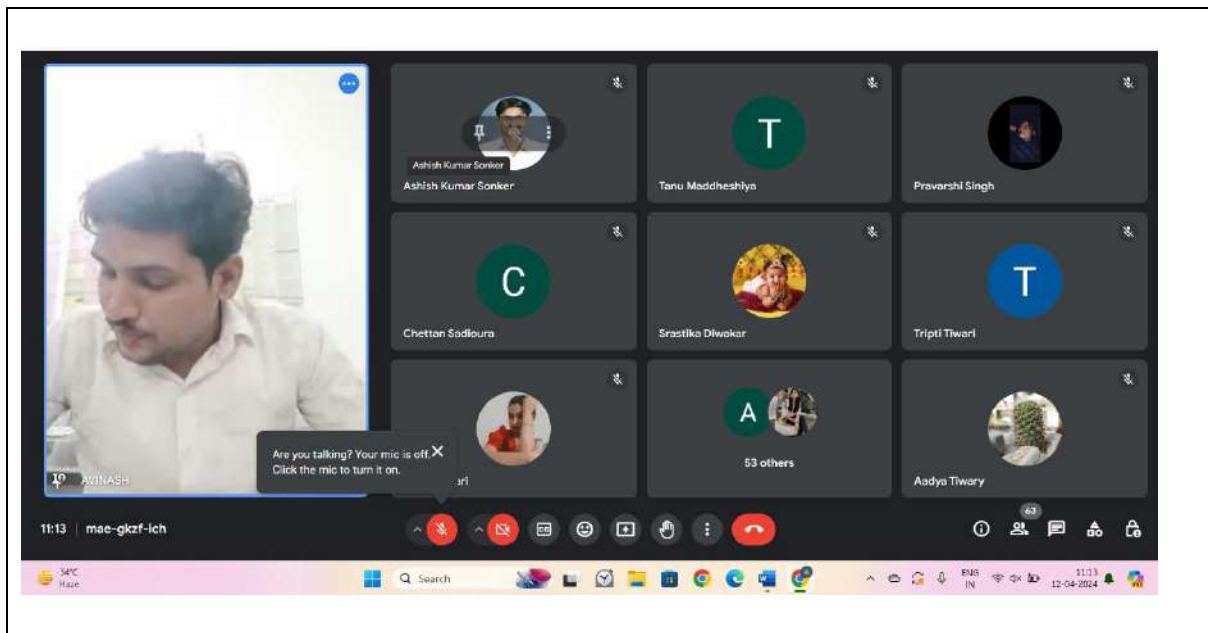 Ashish Kumar Sonker
Ashish Kumar Sonker
T
Tanu Maddheshiya
Pravarshi Singh
C
Chettan Sadioura
Srastika Diwakar
T
Tripti Tiwari
Are you talking? Your mic is off.
Click the mic to turn it on.
AVINASH
ari
A
53 others
Aadya Tiwary
11:13 | mae-gkzf-ich
63
34°C
Haze
Search
ENG
IN
11:13
12-04-2024